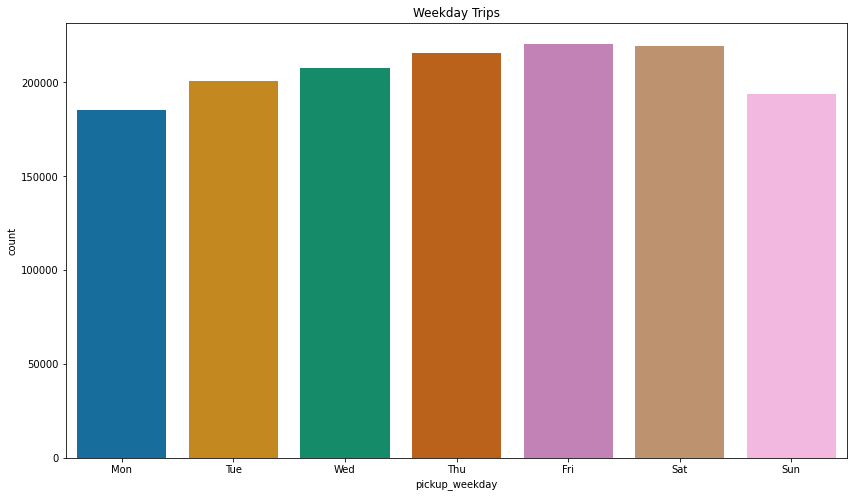 Weekday Trips
200000
150000
100000
50000
0
count
Mon Tue Wed Thu Fri Sat Sun
pickup_weekday